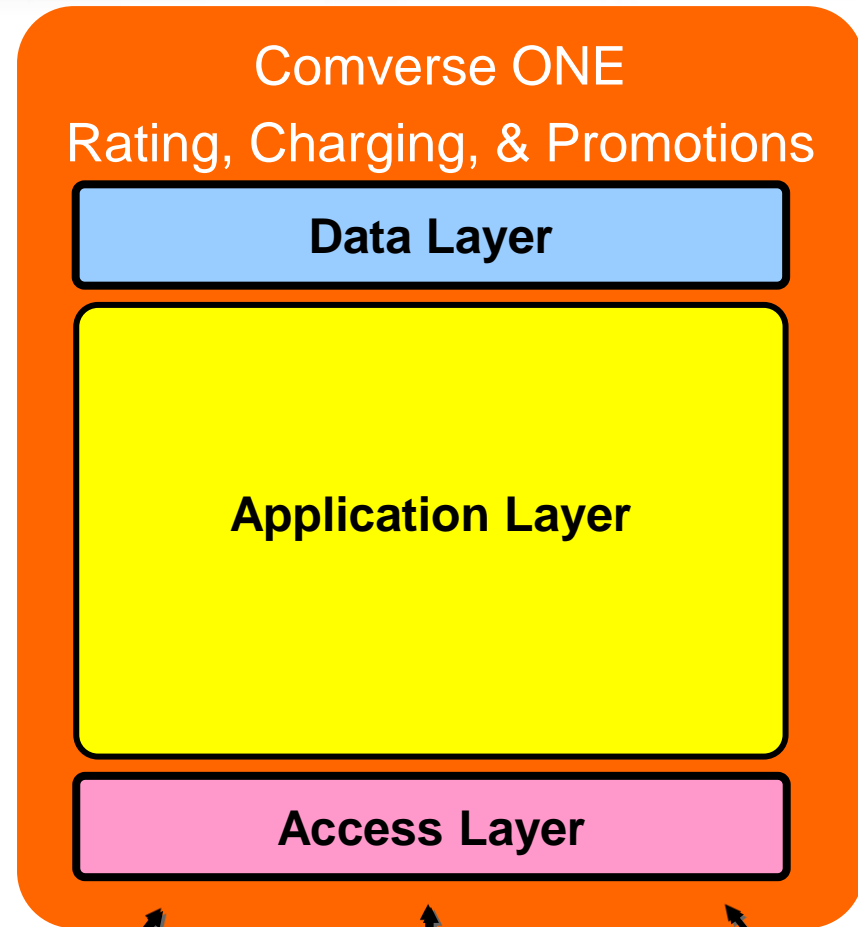 Comverse ONE
Rating, Charging, & Promotions
Data Layer
Application Layer
Access Layer